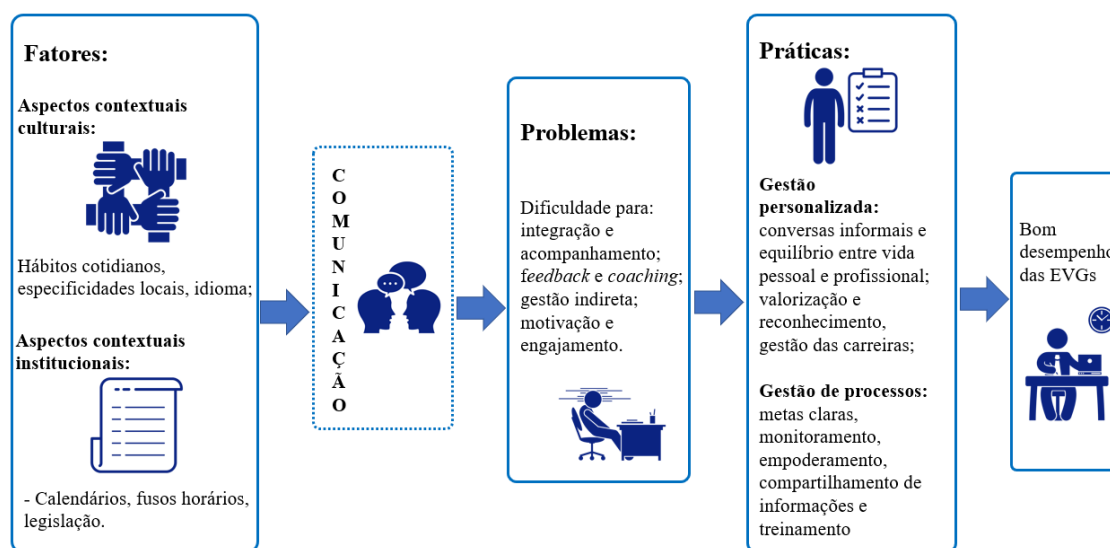 Fatores:
Aspectos contextuais
culturais:
Hábitos cotidianos,
especificidades locais, idioma;
Aspectos contextuais
institucionais:
- Calendários, fusos horários,
legislação.
C
O
M
U
N
I
C
A
Ç
Ã
O
Problemas:
Dificuldade para:
integração e
acompanhamento;
feedback e coaching;
gestão indireta;
motivação e
engajamento.
Práticas:
Gestão
personalizada:
conversas informais e
equilíbrio entre vida
pessoal e profissional;
valorização e
reconhecimento,
gestão das carreiras;
Gestão de processos:
metas claras,
monitoramento,
empoderamento,
compartilhamento de
informações e
treinamento
Bom
desempenho
das EVGs